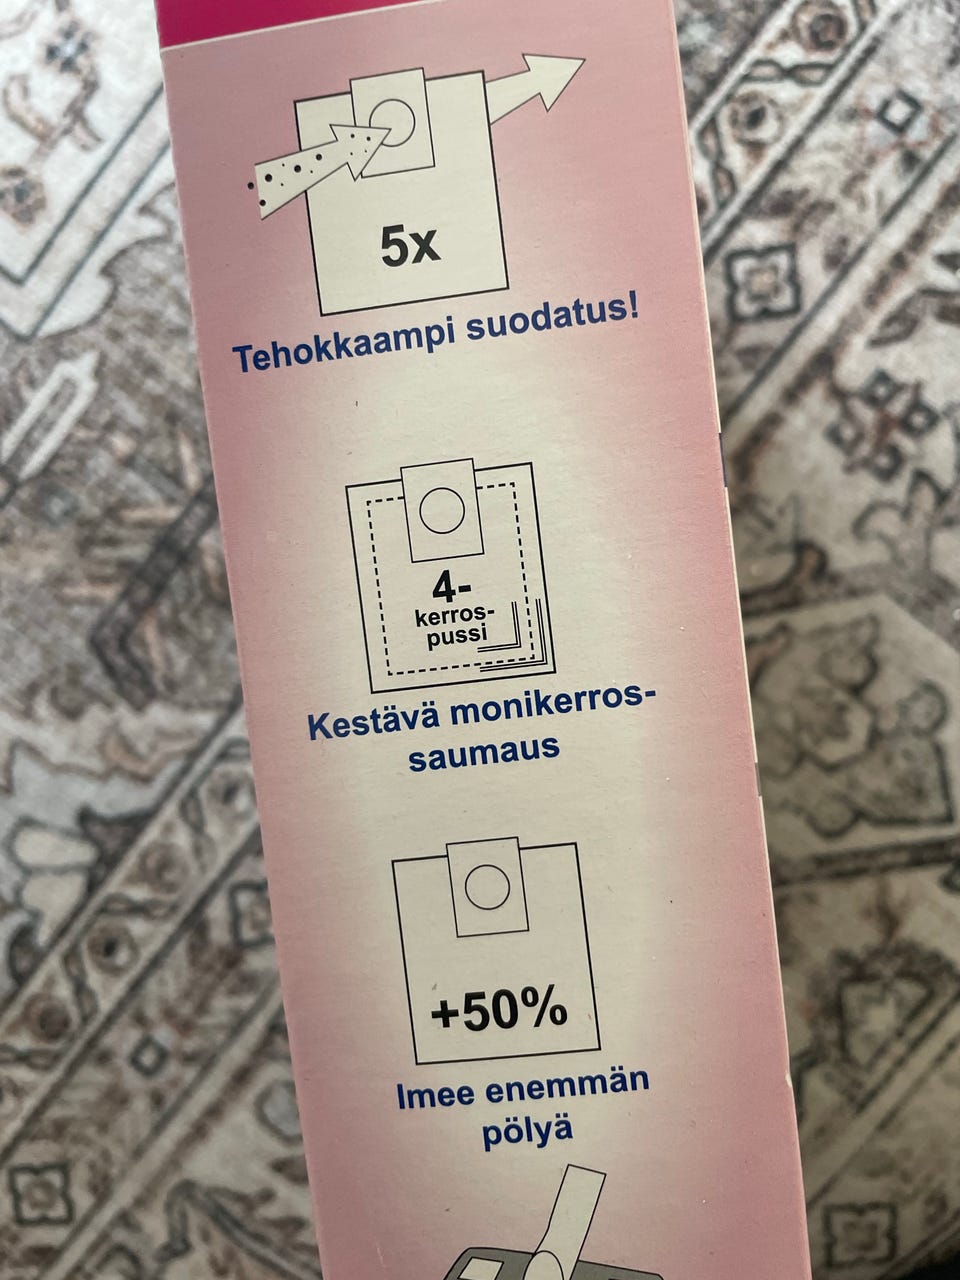 5x
Tehokkaampi suodatus!
4-
kerros-
pussi
Kestävä monikerros-
saumaus
+50%
Imee enemmän
pölyä